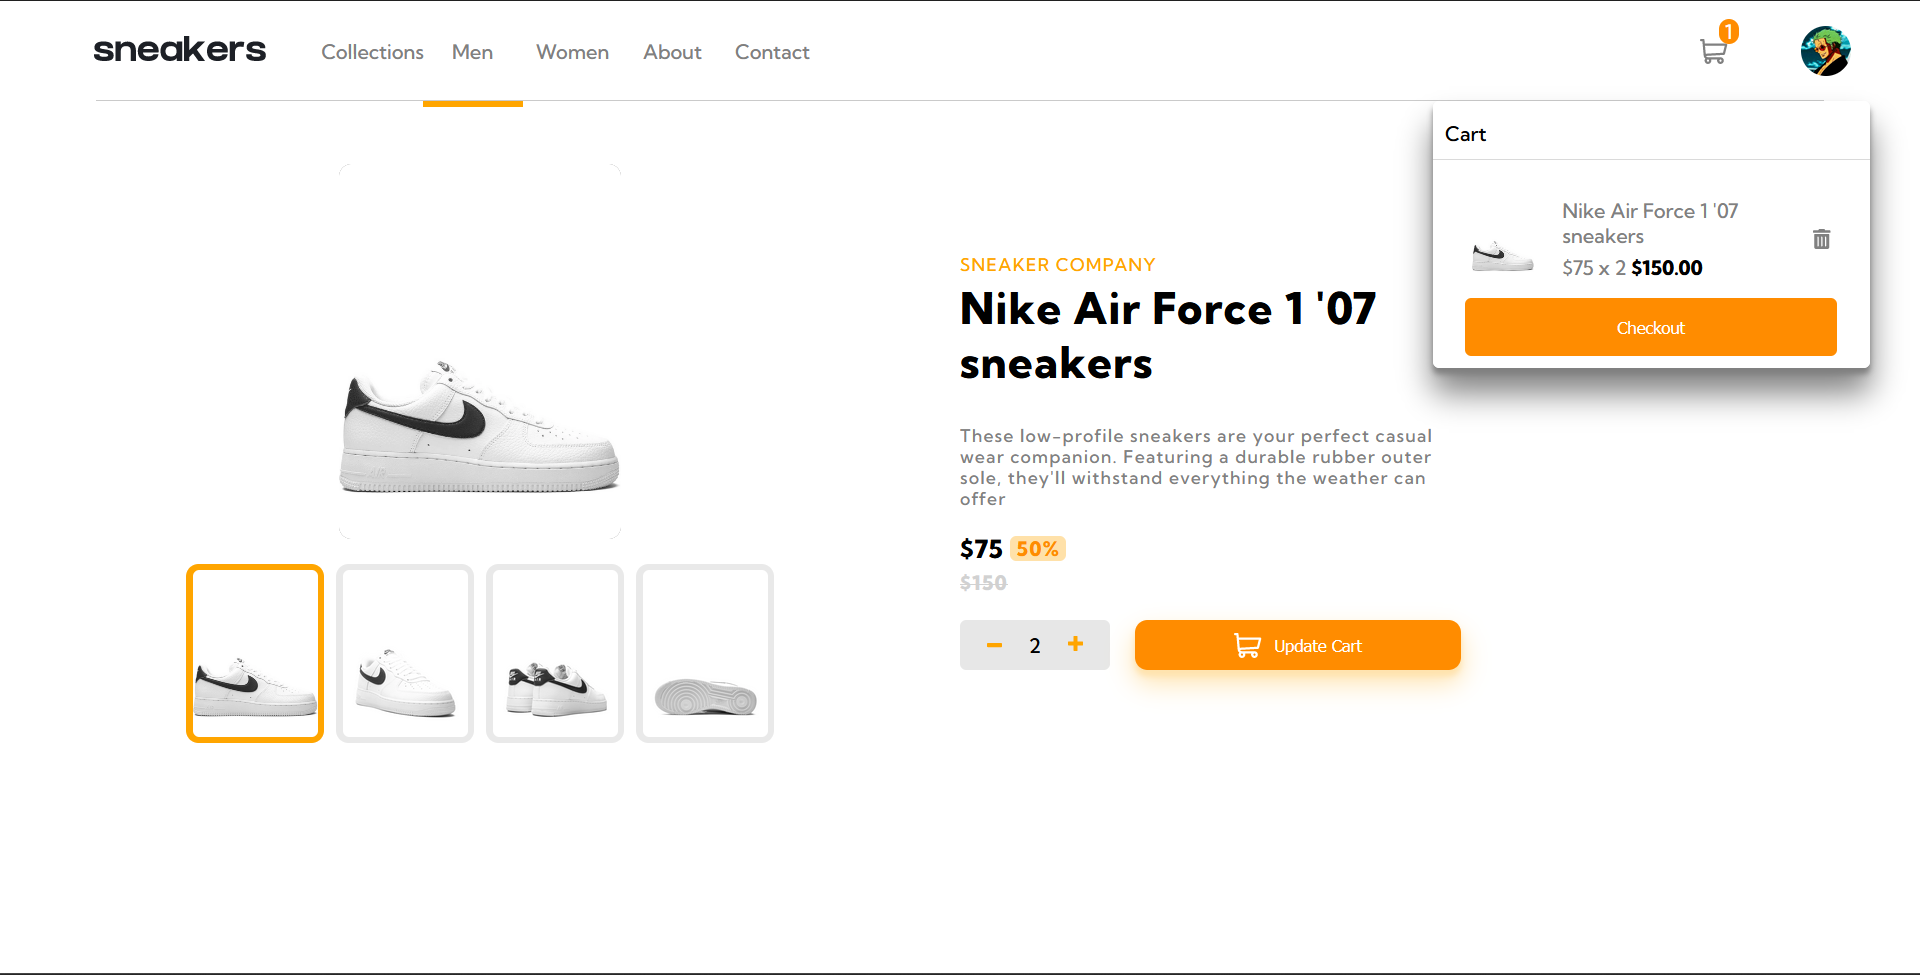 sneakers
Collections
Men
Women
About
Contact
1
Cart
Nike Air Force 1 '07
sneakers
$75 x 2 $150.00
Checkout
SNEAKER COMPANY
Nike Air Force 1 '07
sneakers
These low-profile sneakers are your perfect casual
wear companion. Featuring a durable rubber outer
sole, they'll withstand everything the weather can
offer
$75 50%
$150
2
Update Cart